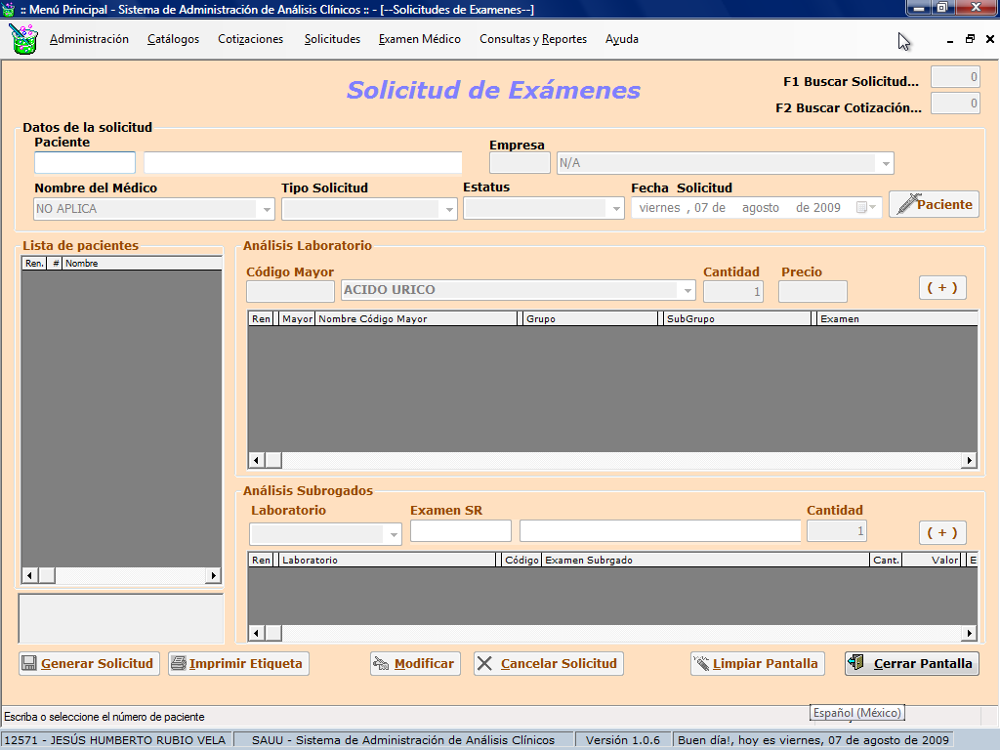 :: Menú Principal - Sistema de Administración de Análisis Clínicos :: - [--Solicitudes de Examenes--]
Administración Catálogos Cotizaciones Solicitudes Examen Médico Consultas y Reportes Ayuda
Solicitud de Exámenes
F1 Buscar Solicitud... 0
F2 Buscar Cotización... 0
Datos de la solicitud
Paciente Empresa
N/A
Nombre del Médico Tipo Solicitud Estatus Fecha Solicitud
NO APLICA viernes , 07 de agosto de 2009 Paciente
Lista de pacientes
Ren. # Nombre
Análisis Laboratorio
Código Mayor Cantidad Precio
ACIDO URICO 1 ( + )
Ren Mayor Nombre Código Mayor Grupo SubGrupo Examen
Análisis Subrogados
Laboratorio Examen SR Cantidad
1 ( + )
Ren Laboratorio Código Examen Subrgado Cant. Valor E
Generar Solicitud Imprimir Etiqueta Modificar Cancelar Solicitud Limpiar Pantalla Cerrar Pantalla
Escriba o seleccione el número de paciente
Español (México)
12571 - JESÚS HUMBERTO RUBIO VELA SAUU - Sistema de Administración de Análisis Clínicos Versión 1.0.6 Buen día!, hoy es viernes, 07 de agosto de 2009